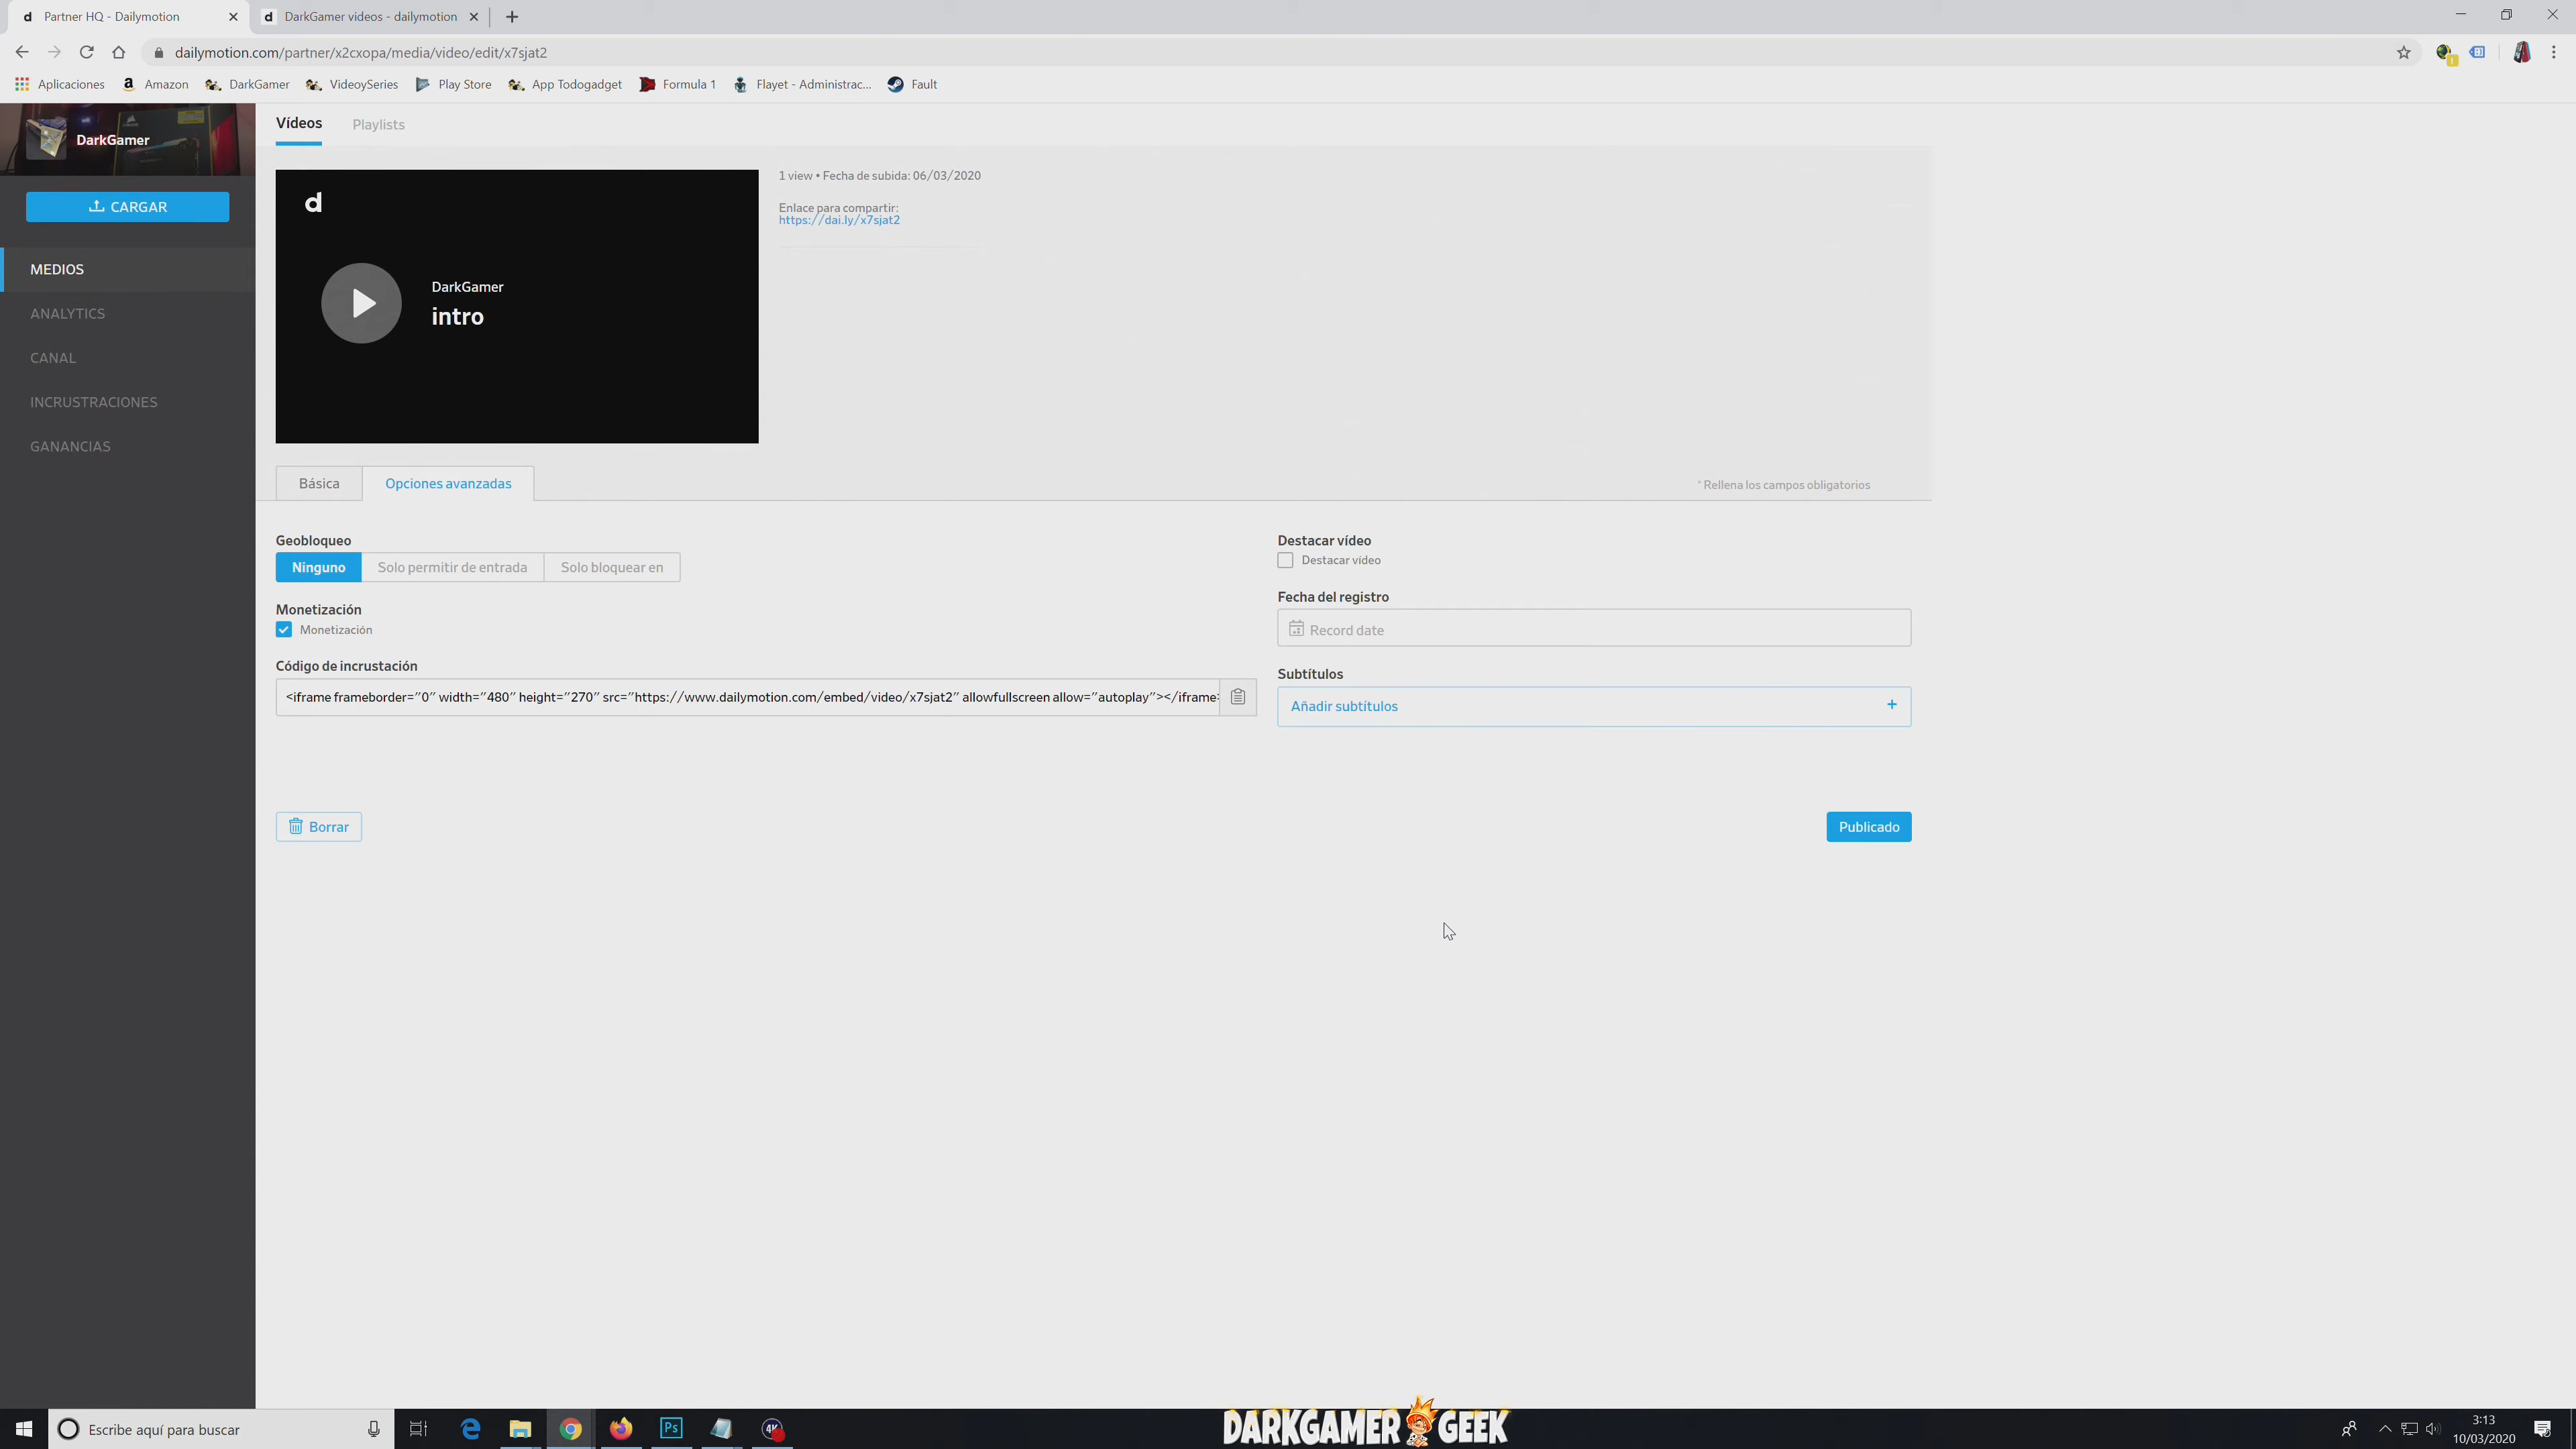 Partner HQ - Dailymotion
DarkGamer videos - dailymotion
dailymotion.com/partner/x2cxopa/media/video/edit/x7sjat2
Aplicaciones
Amazon
DarkGamer
VideoySeries
Play Store
App Todogadget
Formula 1
Flayet - Administrac...
Fault
DarkGamer
CARGAR
MEDIOS
ANALYTICS
CANAL
INCRUSTRACIONES
GANANCIAS
Vídeos
Playlists
d
DarkGamer
intro
1 view • Fecha de subida: 06/03/2020
Enlace para compartir:
https://dai.ly/x7sjat2
Básica
Opciones avanzadas
* Rellena los campos obligatorios
Geobloqueo
Ninguno
Solo permitir de entrada
Solo bloquear en
Monetización
Monetización
Código de incrustación
<iframe frameborder="0" width="480" height="270" src="https://www.dailymotion.com/embed/video/x7sjat2" allowfullscreen allow="autoplay"></iframe>
Destacar vídeo
Destacar vídeo
Fecha del registro
Record date
Subtítulos
Añadir subtítulos
+
Borrar
Publicado
Escribe aquí para buscar
Ps
4K
DARKGAMER GEEK
3:13
10/03/2020